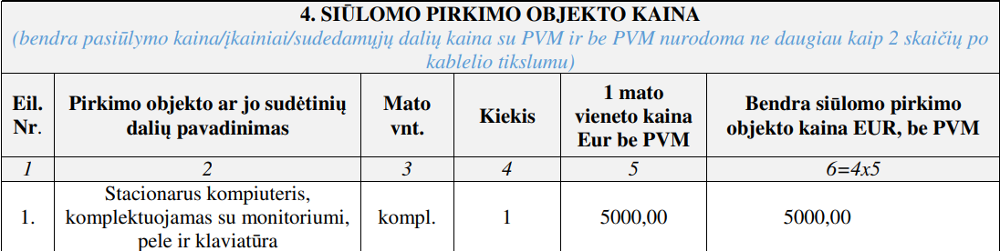 4. SIŪLOMO PIRKIMO OBJEKTO KAINA
(bendra pasiūlymo kaina/įkainiai/sudedamųjų dalių kaina su PVM ir be PVM nurodoma ne daugiau kaip 2 skaičių po
kablelio tikslumu)
Eil.
Nr.
Pirkimo objekto ar jo sudėtinių
dalių pavadinimas
Mato
vnt.
Kiekis
1 mato
vieneto kaina
Eur be PVM
Bendra siūlomo pirkimo
objekto kaina EUR, be PVM
1
2
3
4
5
6=4x5
1.
Stacionarus kompiuteris,
komplektuojamas su monitoriumi,
pele ir klaviatūra
kompl.
1
5000,00
5000,00